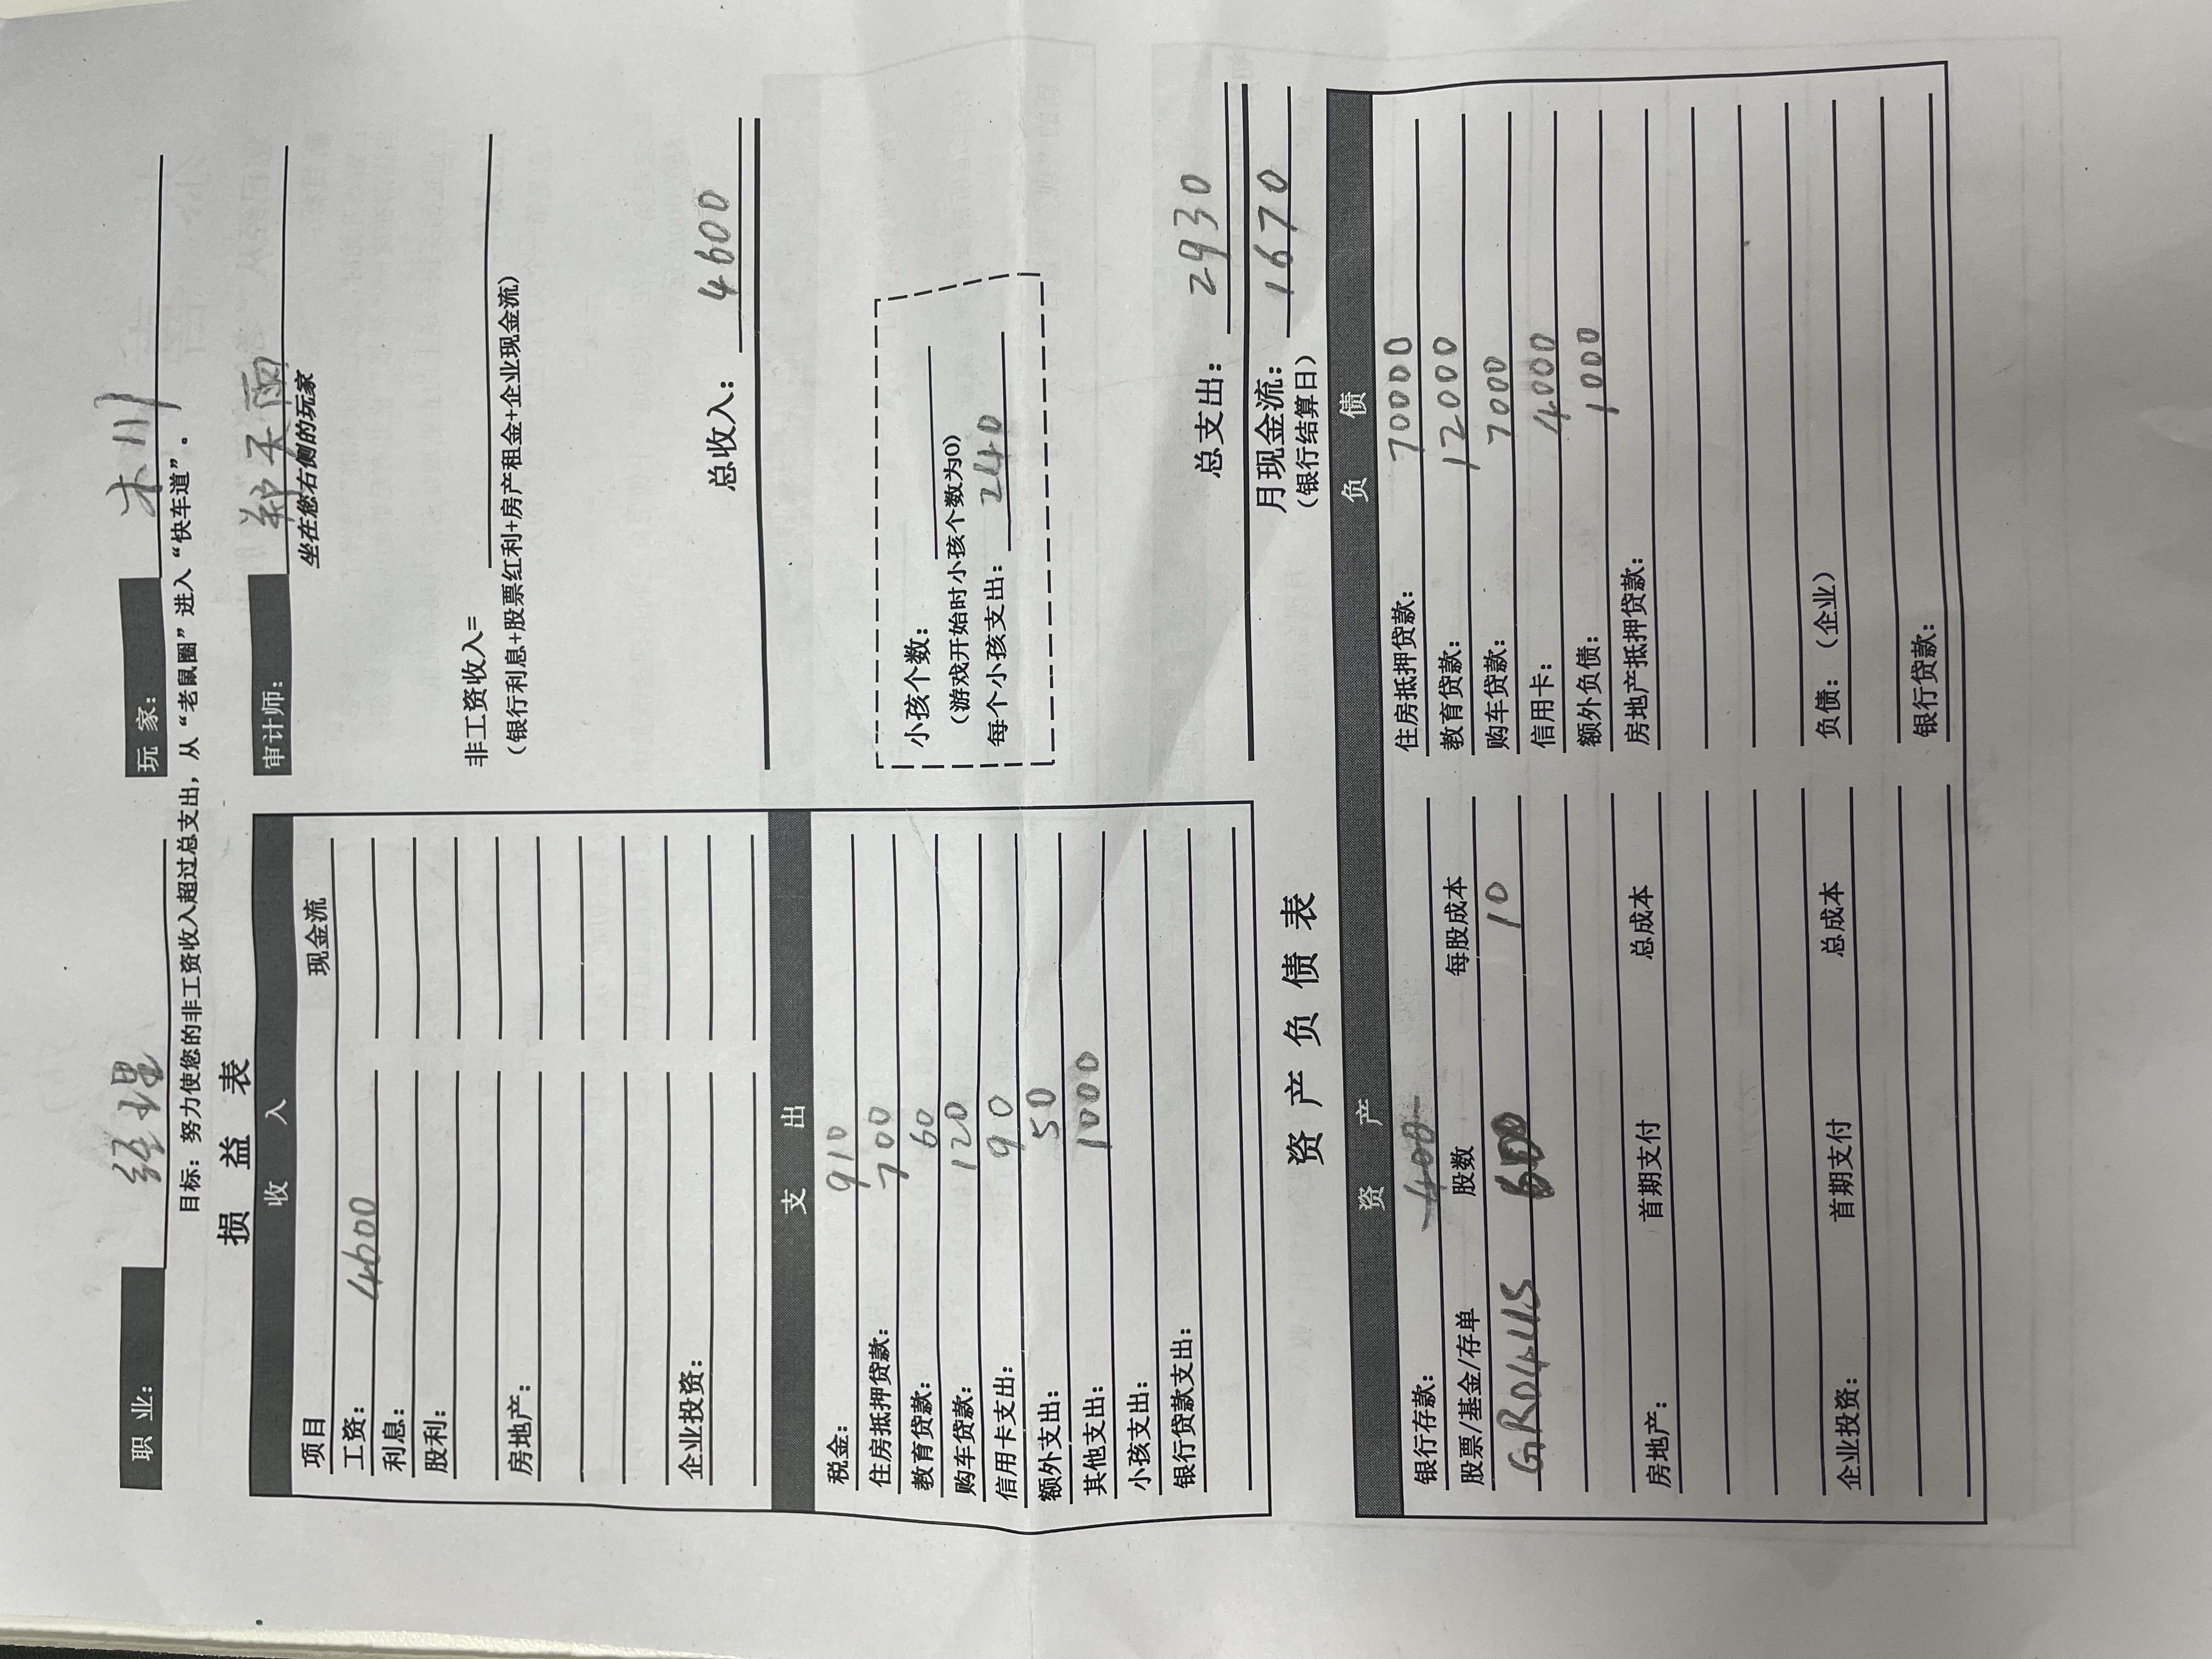 职 业： 经理
玩 家： 木川
目标：努力使您的非工资收入超过总支出，从“老鼠圈”进入“快车道”。
损 益 表
审计师： 郑天雨
坐在您右侧的玩家
收 入
项目 现金流
工资： 4600
利息：
股利：
房地产：
企业投资：
非工资收入=
（银行利息+股票红利+房产租金+企业现金流）
总收入： 4600
支 出
税金： 910
住房抵押贷款： 700
教育贷款： 60
购车贷款： 120
信用卡支出： 90
额外支出： 50
其他支出： 1000
小孩支出：
银行贷款支出：
小孩个数：
（游戏开始时小孩个数为0）
每个小孩支出： 240
总支出： 2930
月现金流： 1670
（银行结算日）
资 产 负 债 表
资 产
银行存款： 400
股票/基金/存单 股数 每股成本
GRO4US 10
房地产： 首期支付 总成本
企业投资： 首期支付 总成本
负 债
住房抵押贷款： 70000
教育贷款： 12000
购车贷款： 7000
信用卡： 4000
额外负债： 1000
房地产抵押贷款：
负债：（企业）
银行贷款：